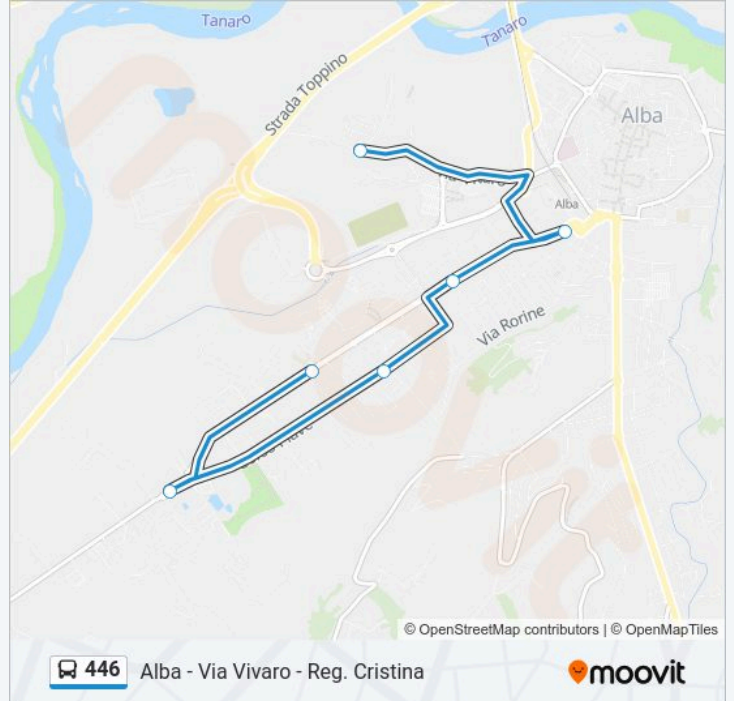 Tanaro
Tanaro
Strada Toppino
Alba
Alba
Via Rorine
© OpenStreetMap contributors | © OpenMapTiles
446 Alba - Via Vivaro - Reg. Cristina
moovit